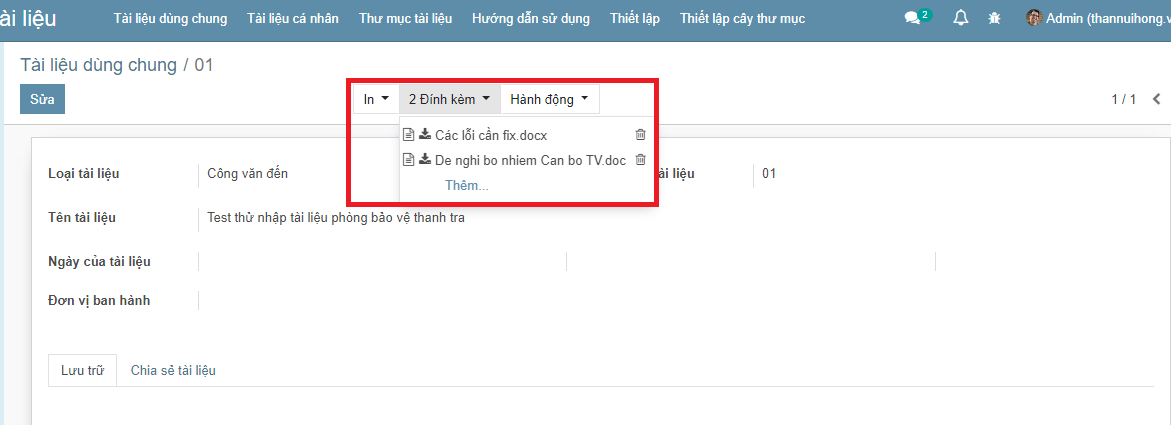 ài liệu Tài liệu dùng chung Tài liệu cá nhân Thư mục tài liệu Hướng dẫn sử dụng Thiết lập Thiết lập cây thư mục 2 Admin (thannuihong.v
Tài liệu dùng chung / 01
Sửa In 2 Đính kèm Hành động 1 / 1
Các lỗi cần fix.docx
De nghi bo nhiem Can bo TV.doc
Thêm...
Loại tài liệu Công văn đến ài liệu 01
Tên tài liệu Test thử nhập tài liệu phòng bảo vệ thanh tra
Ngày của tài liệu
Đơn vị ban hành
Lưu trữ Chia sẻ tài liệu